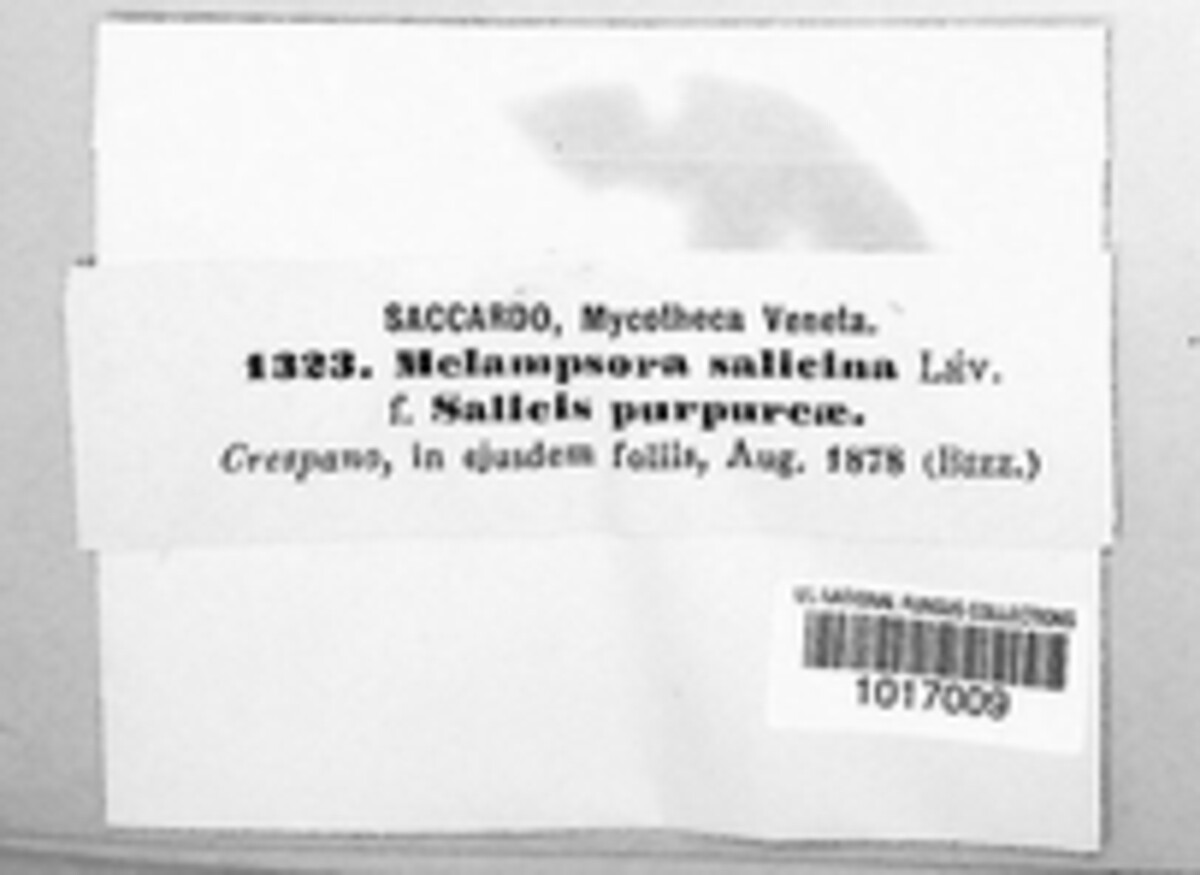 SACCARDO, Mycotheca Veneta.
1323. Melampsora salicina Lév.
f. Salicis purpureæ.
Crespano, in ejusdem foliis, Aug. 1878 (Bizz.)
U.S. NATIONAL FUNGUS COLLECTIONS
1017009